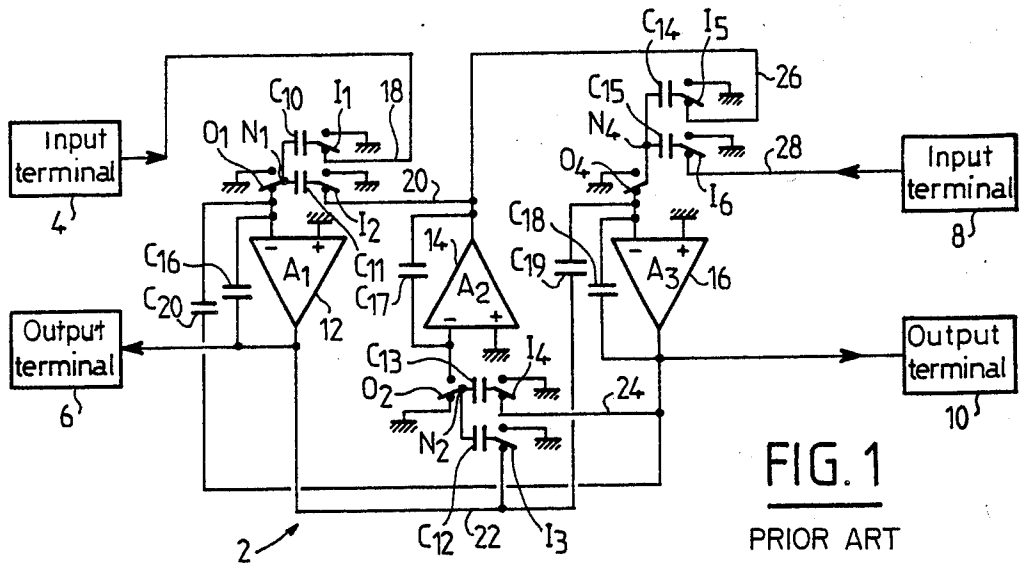 C14 I5
26
Input terminal
4
C10 I1 18
C15
N4
O1 N1
O4
28
Input terminal
8
20
I2
I6
C16
C20
- +
A1
12
C11
14
C17
A2
- +
C18
C19
- +
A3
16
Output terminal
6
Output terminal
10
C13 I4
O2
N2
24
C12 22 I3
2
FIG. 1
PRIOR ART